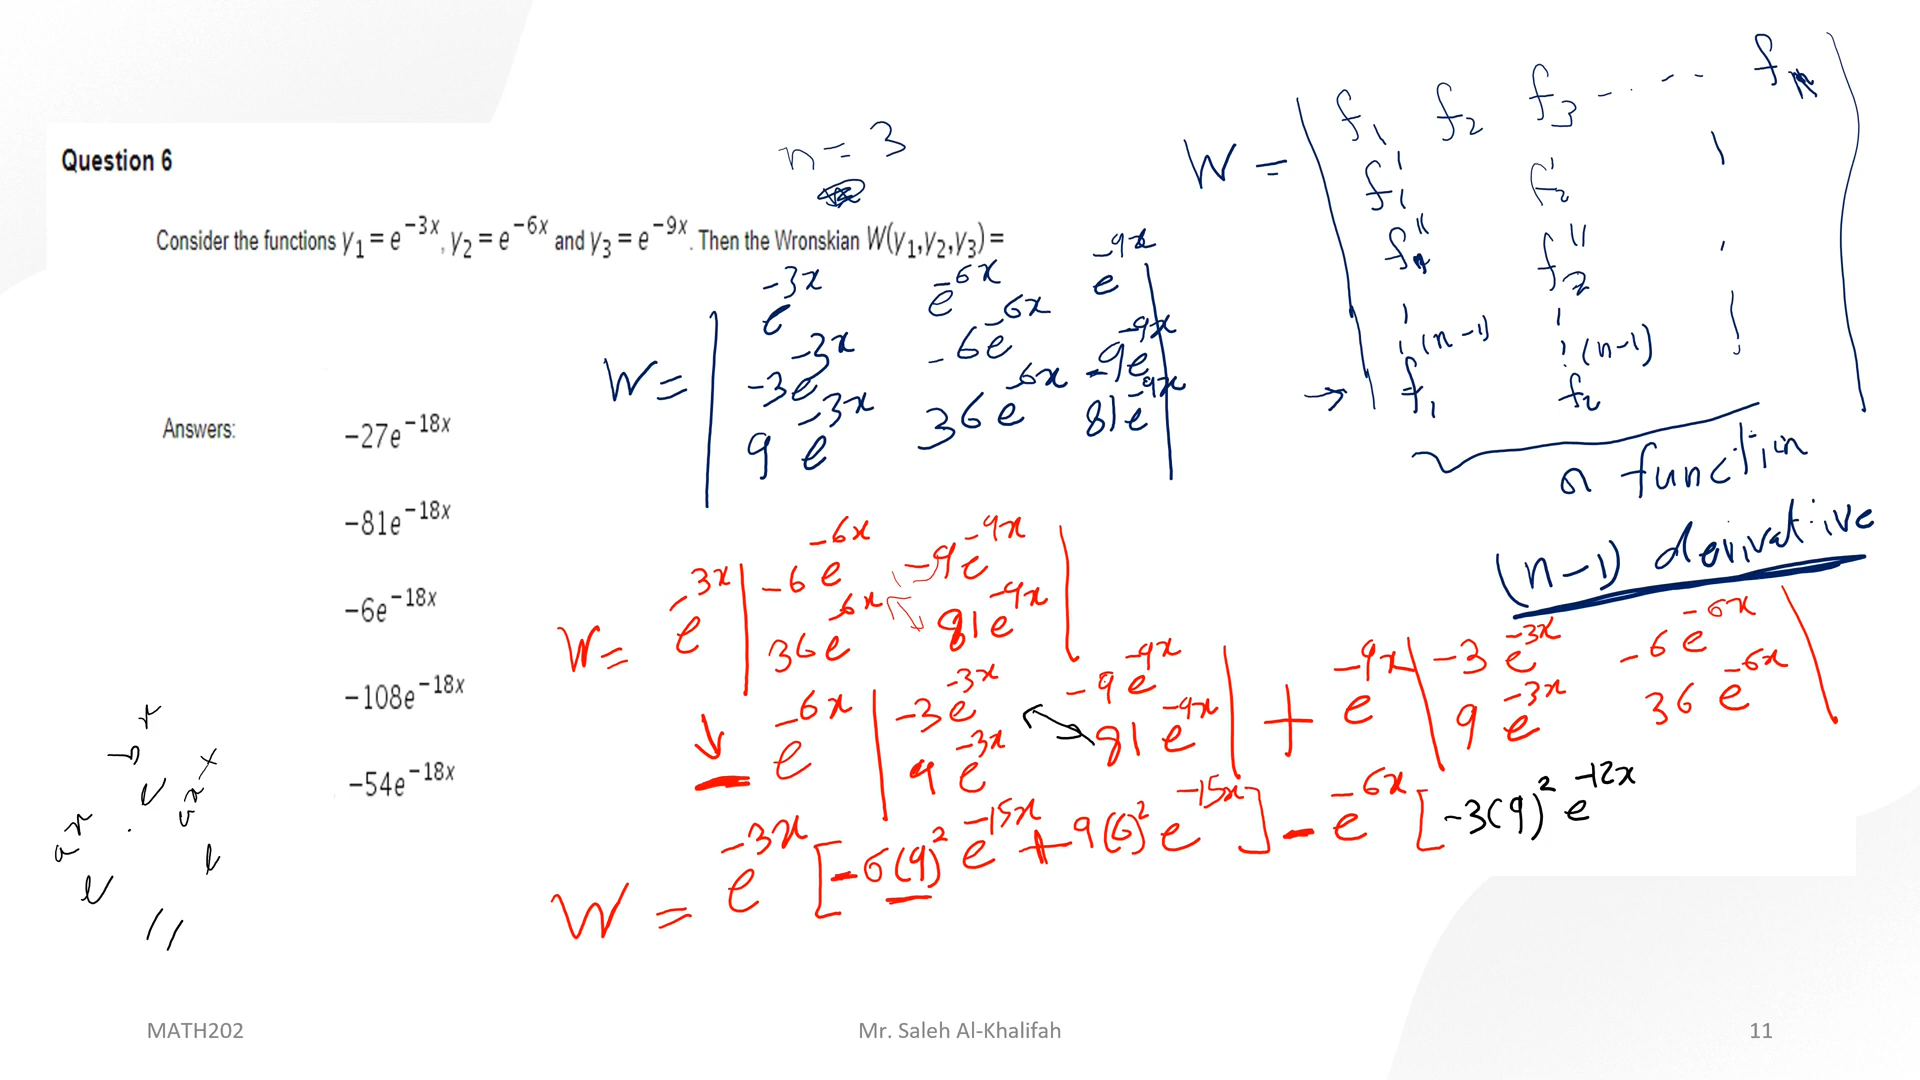 Question 6
n = 3
Consider the functions y₁ = e^−3x, y₂ = e^−6x and y₃ = e^−9x. Then the Wronskian W(y₁,y₂,y₃) =
W = | f₁ f₂ f₃ - . -- fₙ |
f₁' f₂'
f₁'' f₂''
→ f₁^(n-1) f₂^(n-1)
n function
(n-1) derivative
W = | e^-3x e^-6x e^-9x |
-3e^-3x -6e^-6x -9e^-9x
9e^-3x 36e^-6x 81e^-9x
Answers:
−27e^−18x
−81e^−18x
−6e^−18x
−108e^−18x
−54e^−18x
W = e^-3x | -6e^-6x -9e^-9x |
36e^-6x 81e^-9x
- e^-6x | -3e^-3x -9e^-9x | + e^-9x | -3e^-3x -6e^-6x |
9e^-3x 81e^-9x 9e^-3x 36e^-6x
W = e^-3x [-6(9)² e^-15x + 9(6)² e^-15x] - e^-6x [-3(9)² e^-12x
MATH202
Mr. Saleh Al-Khalifah
11